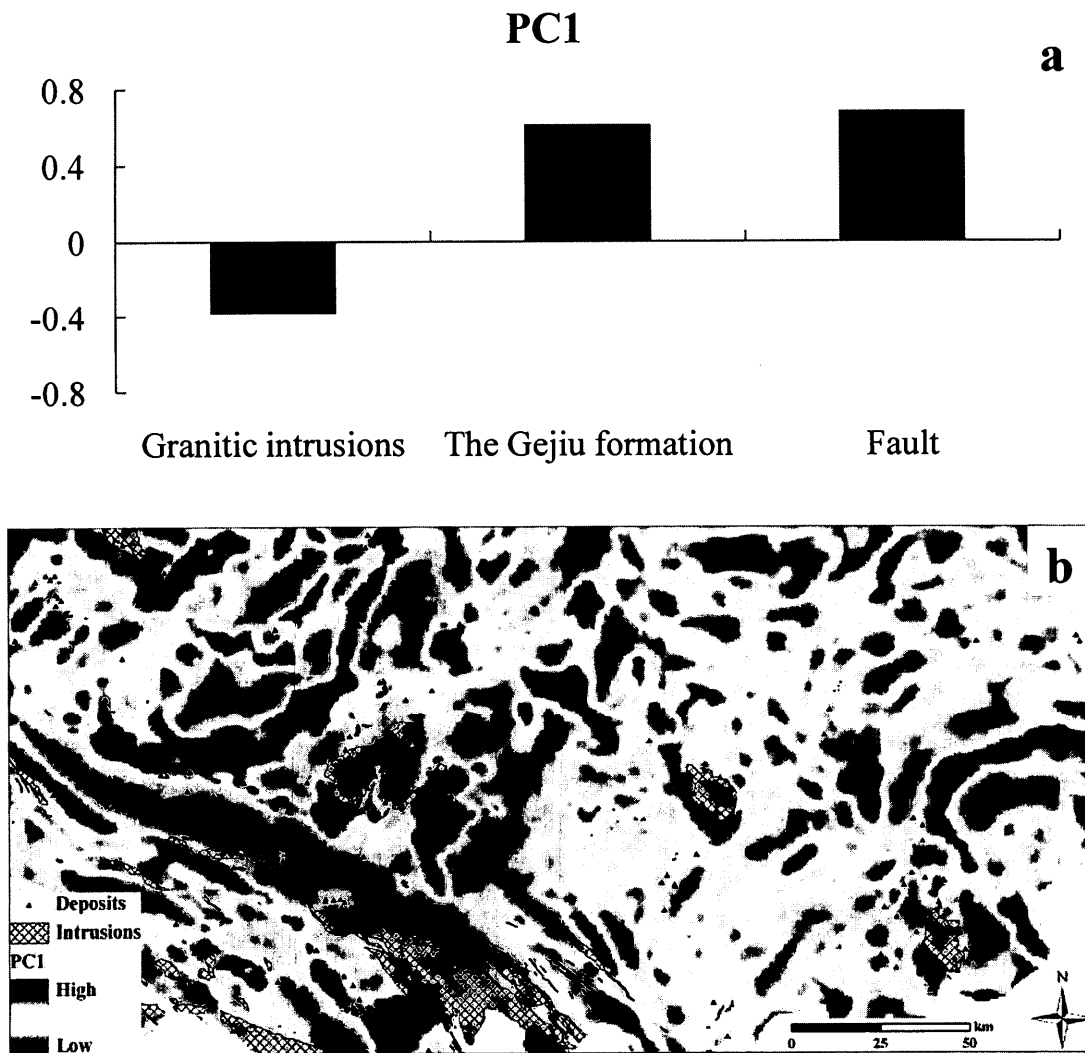 PC1
a
0.8
0.4
0
-0.4
-0.8
Granitic intrusions The Gejiu formation Fault
b
Deposits
Intrusions
PC1
High
Low
N
km
0 25 50